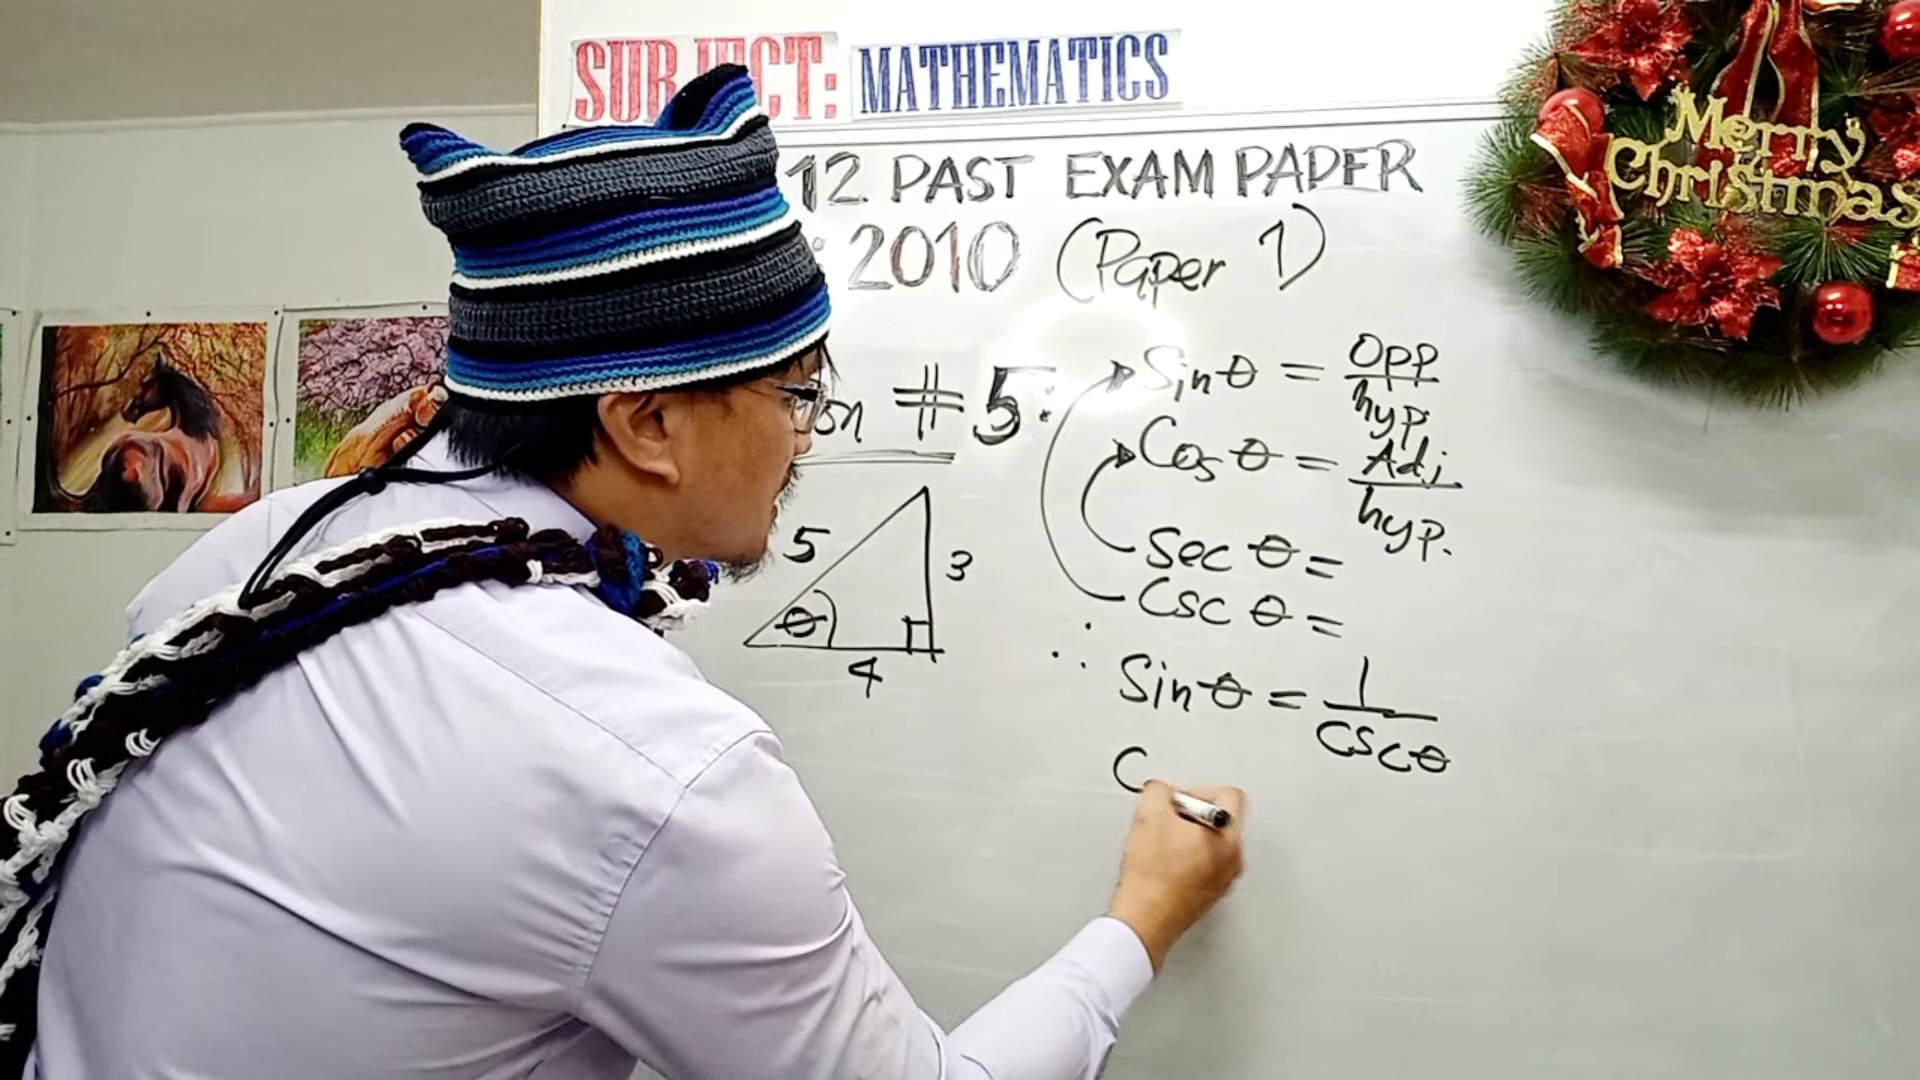 SUBJECT: MATHEMATICS
12 PAST EXAM PAPER
: 2010 (Paper 1)
on #5:
Sin θ = Opp / hyp.
Cos θ = Adj. / hyp.
Sec θ =
Csc θ =
∴ Sin θ = 1 / csc θ
C
5
3
θ
4
Merry
Christmas